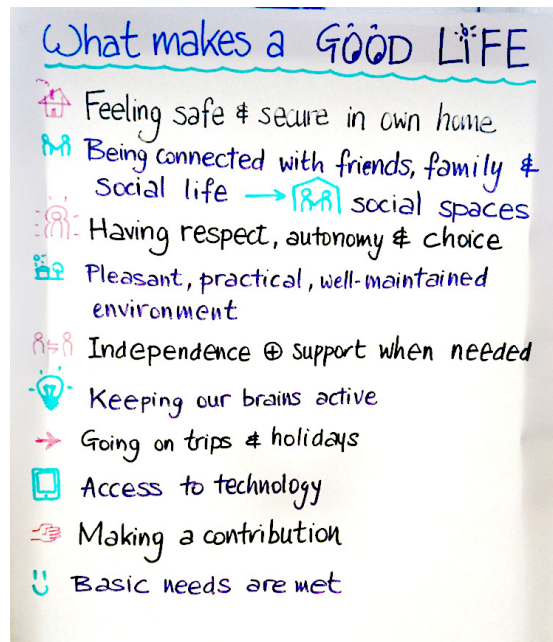 What makes a GOOD LIFE
Feeling safe & secure in own home
Being connected with friends, family &
social life → social spaces
Having respect, autonomy & choice
Pleasant, practical, well-maintained
environment
Independence ⊕ support when needed
Keeping our brains active
Going on trips & holidays
Access to technology
Making a contribution
Basic needs are met